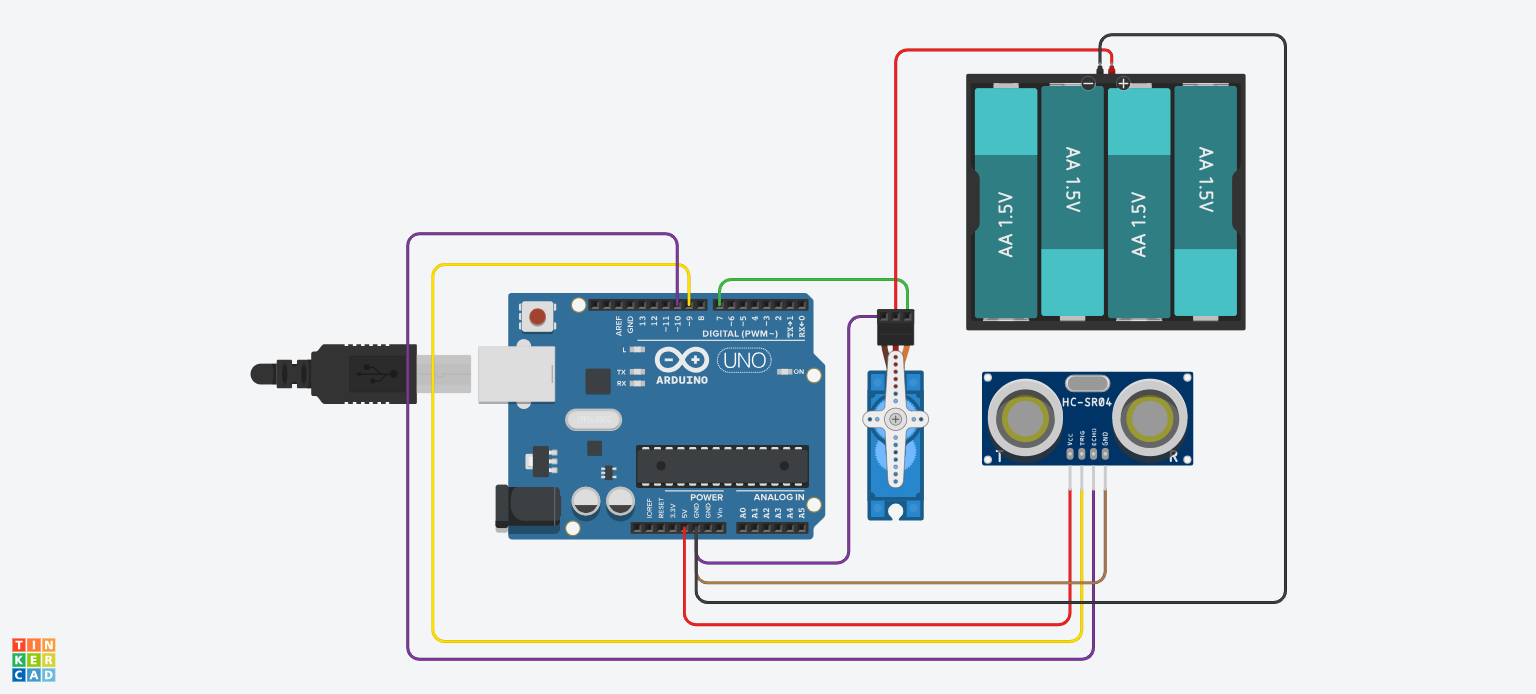 − +
AA 1.5V
AA 1.5V
AA 1.5V
AA 1.5V
AREF
GND
13
12
~11
~10
~9
8
7
~6
~5
4
~3
2
TX→1
RX←0
DIGITAL (PWM~)
L
TX
RX
UNO
ON
ARDUINO
HC-SR04
VCC
TRIG
ECHO
GND
T
R
POWER
ANALOG IN
IOREF
RESET
3.3V
5V
GND
GND
Vin
A0
A1
A2
A3
A4
A5
TIN
KER
CAD